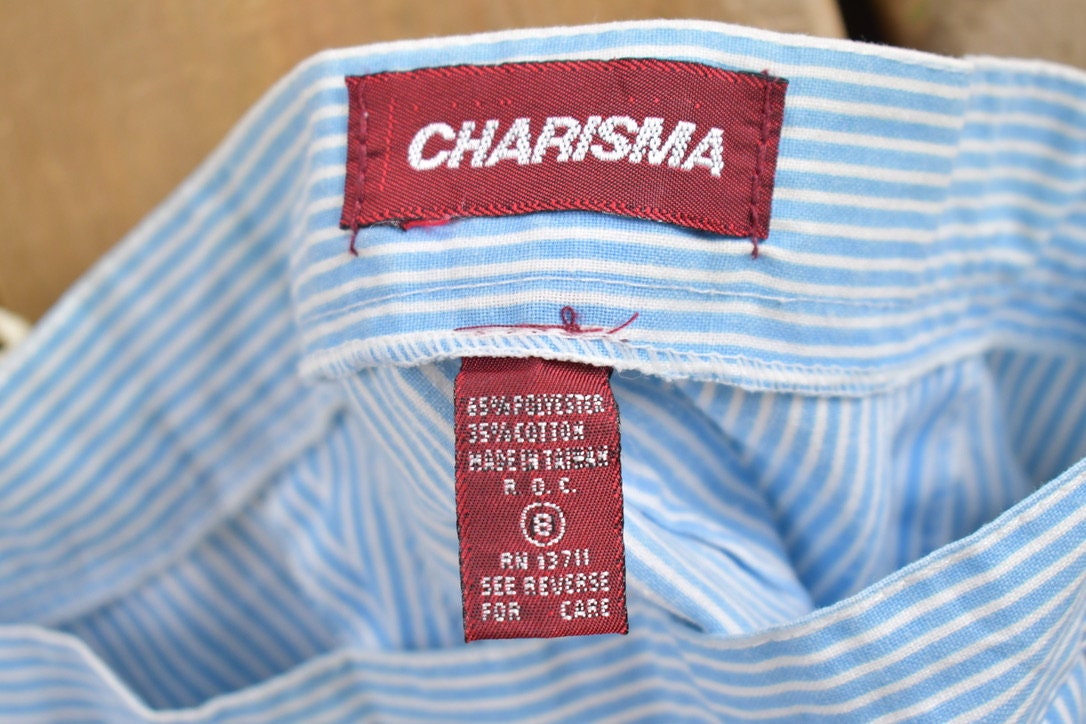 CHARISMA
65% POLYESTER
35% COTTON
MADE IN TAIWAN
R.O.C.
8
RN 13711
SEE REVERSE
FOR CARE